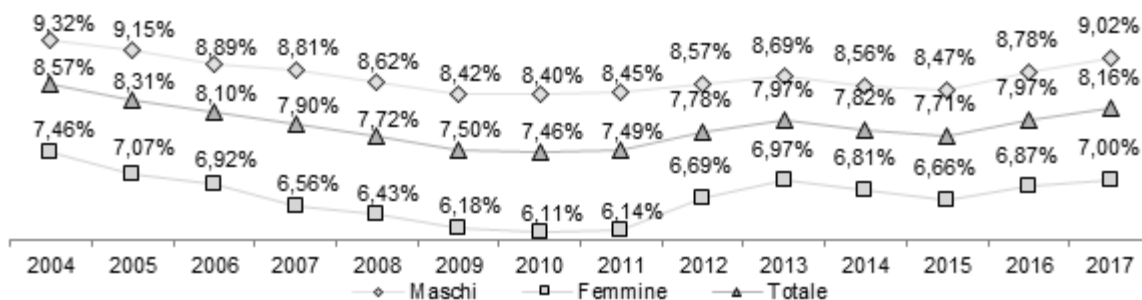 9,32% 9,15% 8,89% 8,81% 8,62% 8,42% 8,40% 8,45% 8,57% 8,69% 8,56% 8,47% 8,78% 9,02%
8,57% 8,31% 8,10% 7,90% 7,72% 7,50% 7,46% 7,49% 7,78% 7,97% 7,82% 7,71% 7,97% 8,16%
7,46% 7,07% 6,92% 6,56% 6,43% 6,18% 6,11% 6,14% 6,69% 6,97% 6,81% 6,66% 6,87% 7,00%
2004 2005 2006 2007 2008 2009 2010 2011 2012 2013 2014 2015 2016 2017
Maschi Femmine Totale